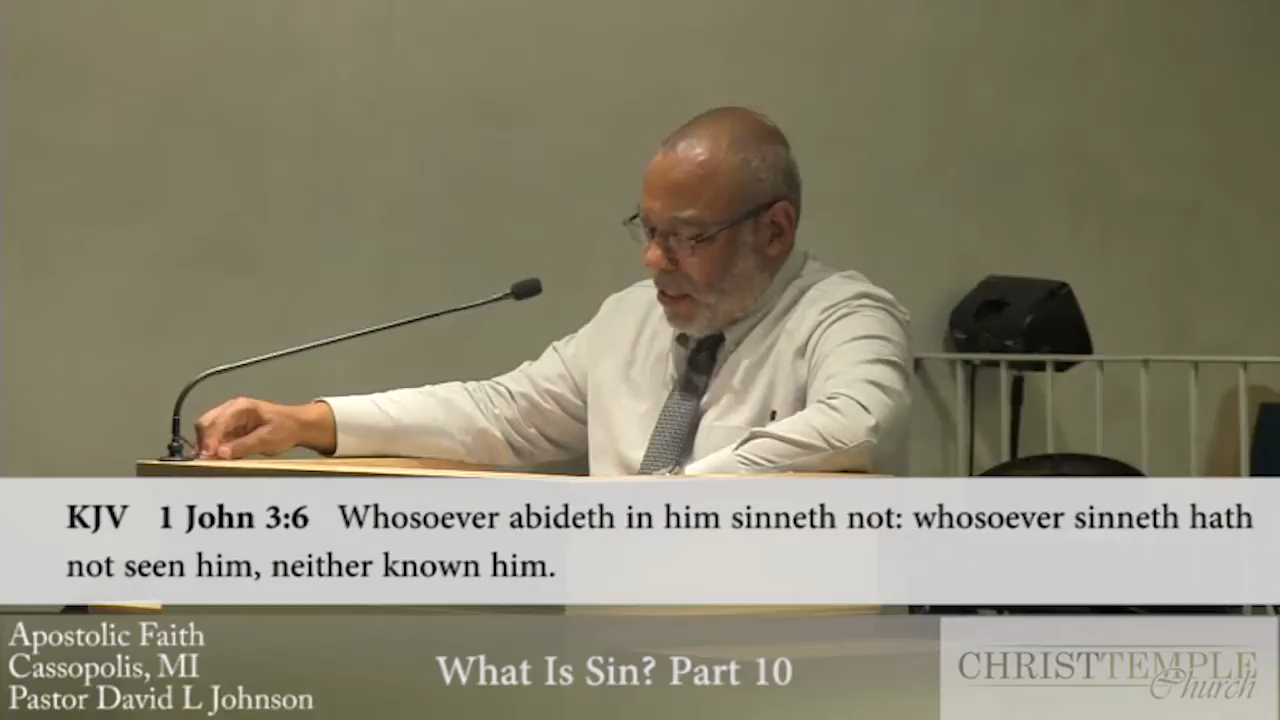 KJV 1 John 3:6 Whosoever abideth in him sinneth not: whosoever sinneth hath
not seen him, neither known him.
Apostolic Faith
Cassopolis, MI
Pastor David L Johnson
What Is Sin? Part 10
CHRISTTEMPLE
Church